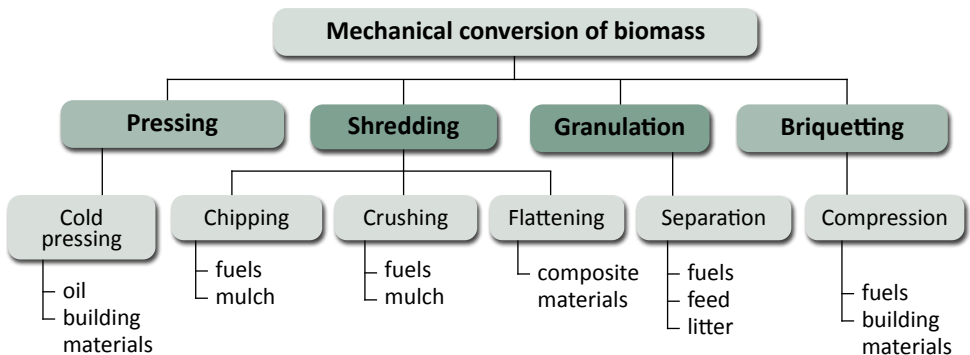 Mechanical conversion of biomass
Pressing
Shredding
Granulation
Briquetting
Cold
pressing
Chipping
Crushing
Flattening
Separation
Compression
oil
building
materials
fuels
mulch
fuels
mulch
composite
materials
fuels
feed
litter
fuels
building
materials